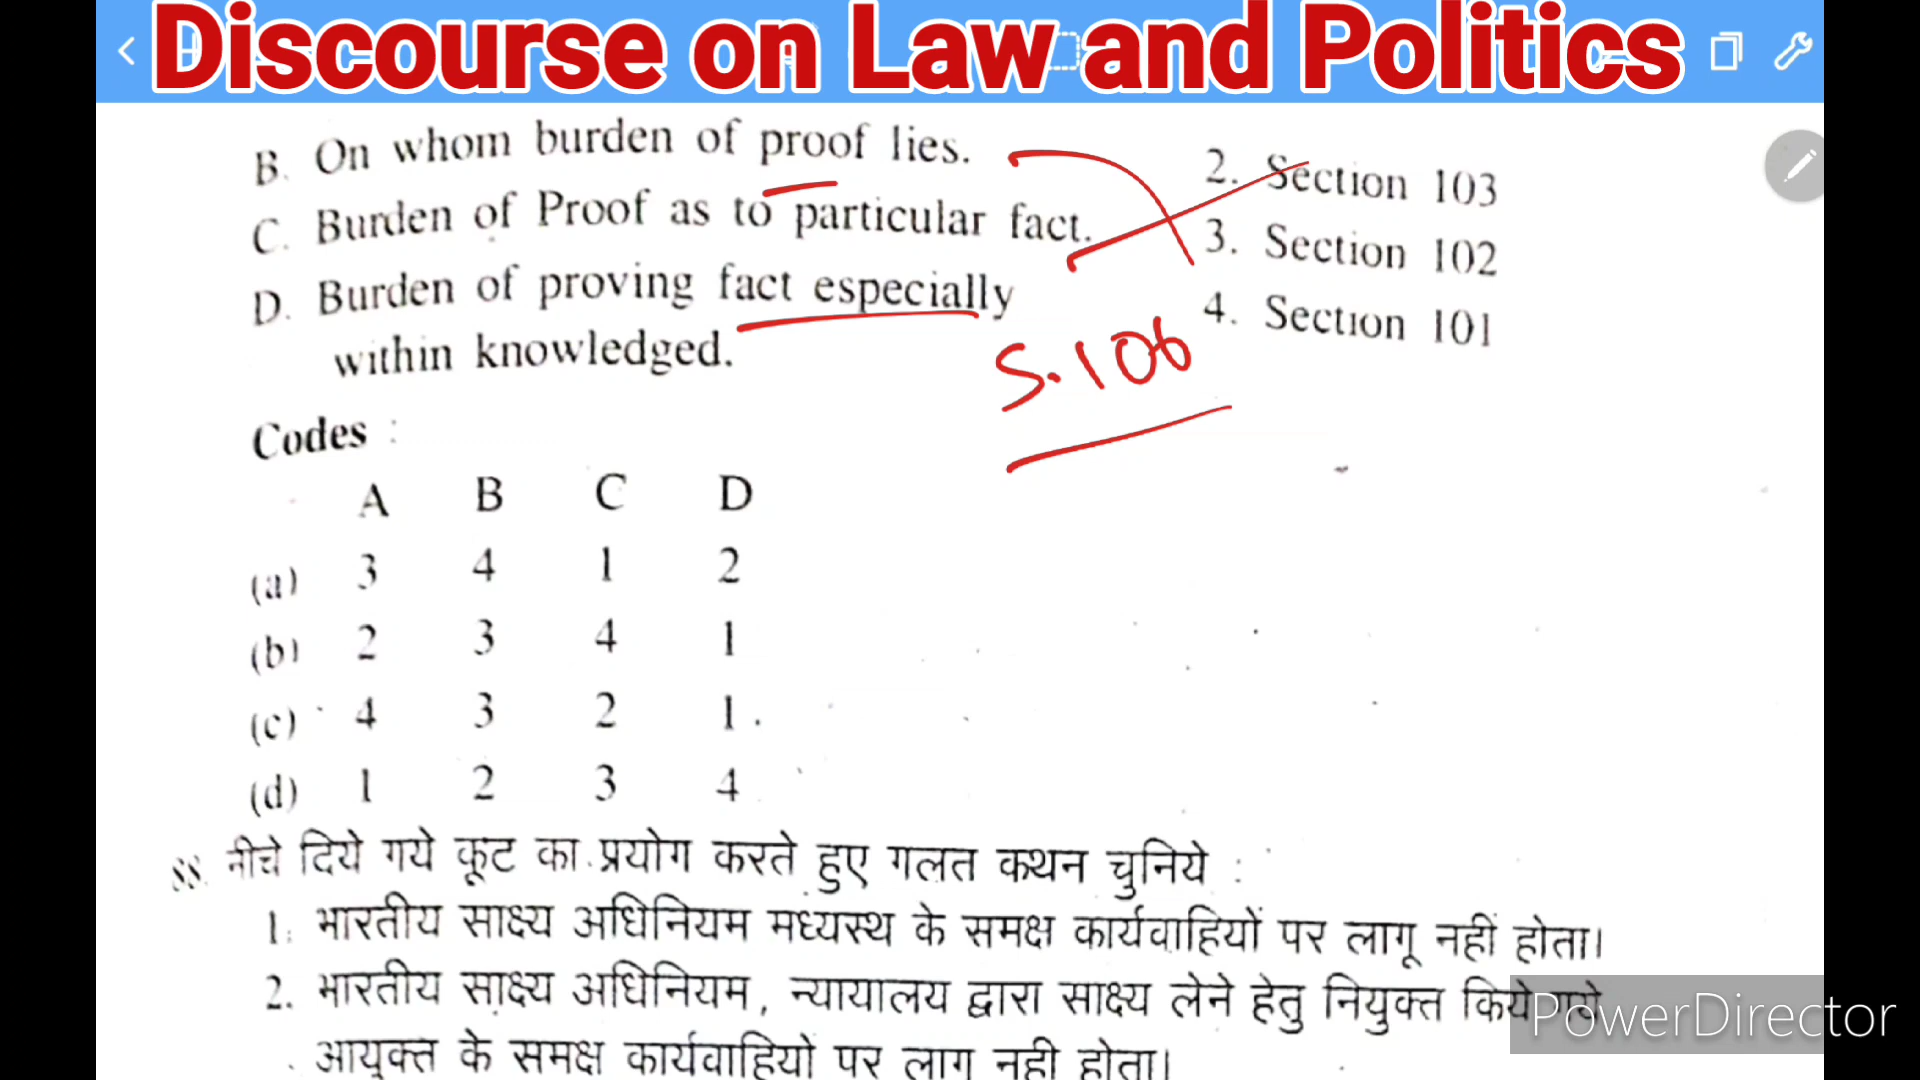 Discourse on Law and Politics
B. On whom burden of proof lies.
2. Section 103
C. Burden of Proof as to particular fact.
3. Section 102
D. Burden of proving fact especially
within knowledged.
4. Section 101
S.106
Codes :
A B C D
(a) 3 4 1 2
(b) 2 3 4 1
(c) 4 3 2 1
(d) 1 2 3 4
88. नीचे दिये गये कूट का प्रयोग करते हुए गलत कथन चुनिये :
1. भारतीय साक्ष्य अधिनियम मध्यस्थ के समक्ष कार्यवाहियों पर लागू नहीं होता।
2. भारतीय साक्ष्य अधिनियम, न्यायालय द्वारा साक्ष्य लेने हेतु नियुक्त किये गये
आयुक्त के समक्ष कार्यवाहियों पर लागू नही होता।
PowerDirector